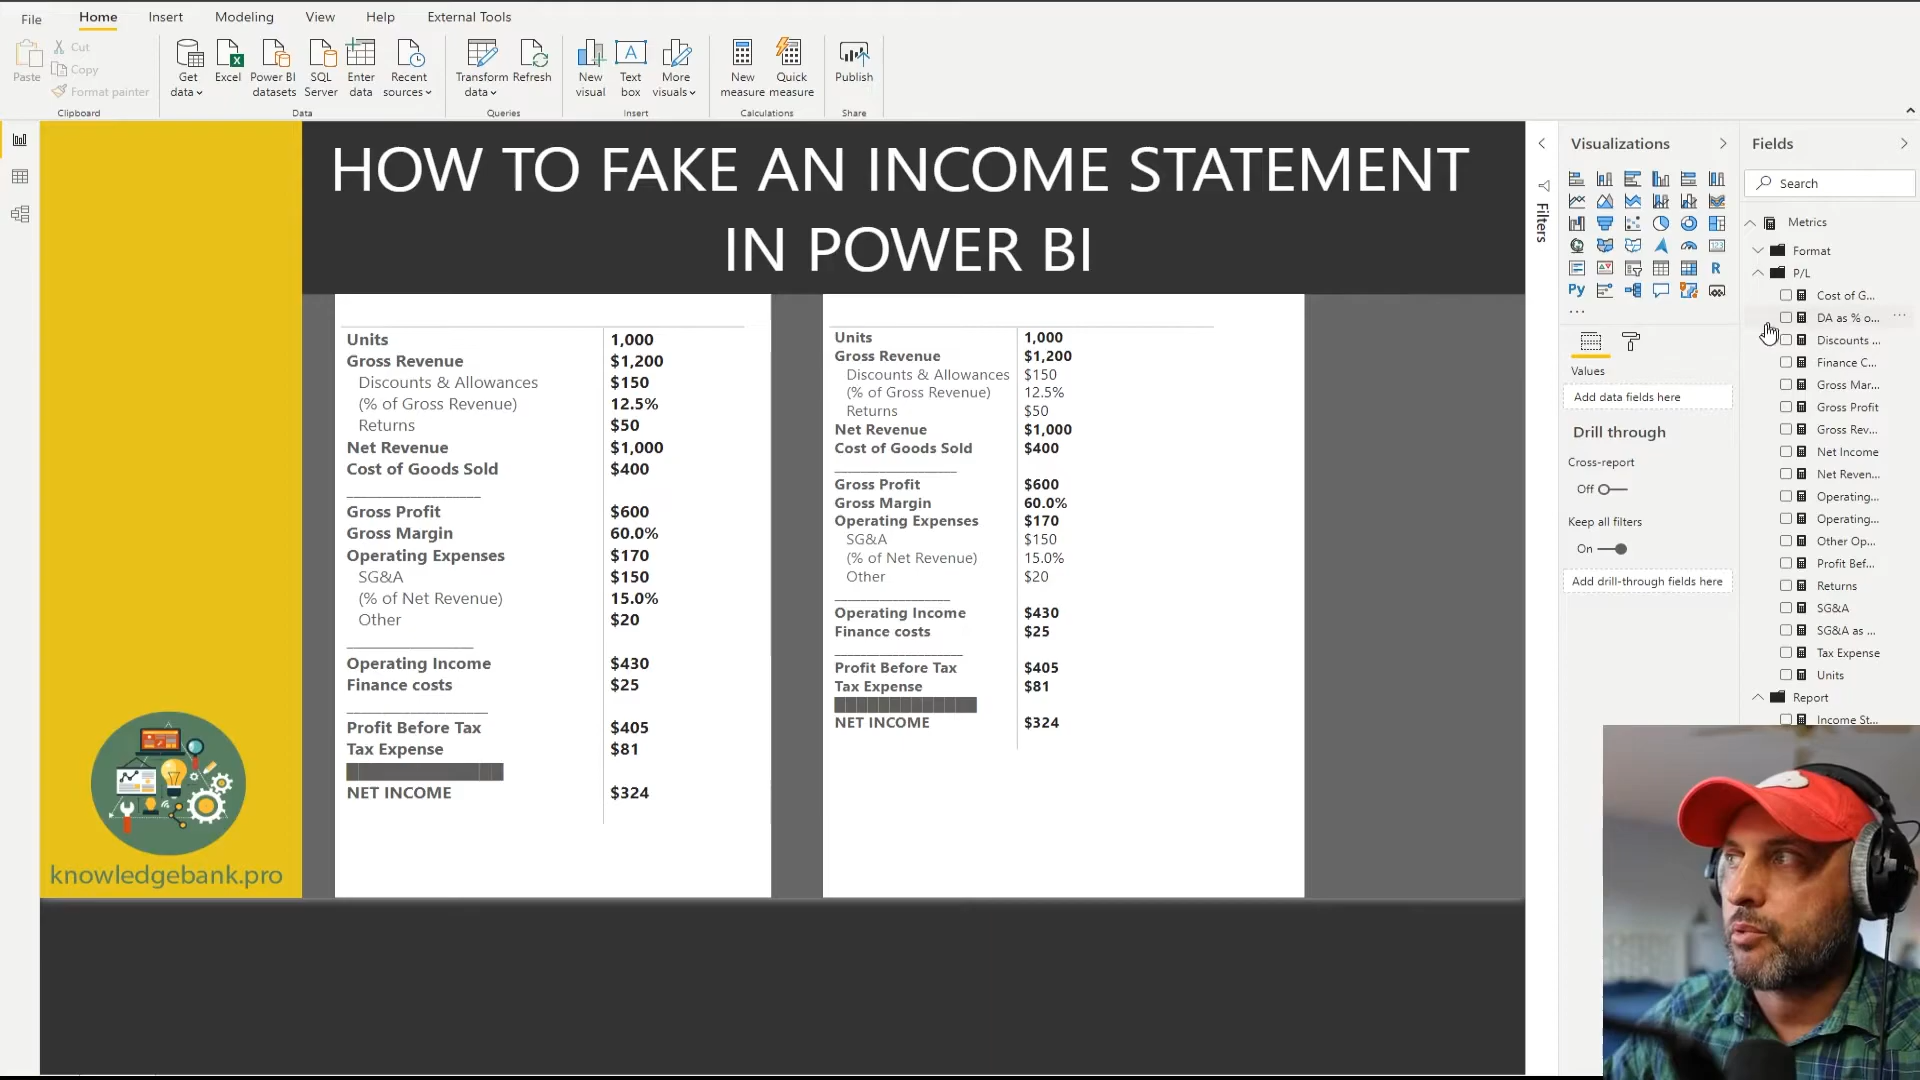 File
Home
Insert
Modeling
View
Help
External Tools
Paste
Cut
Copy
Format painter
Clipboard
Get data
Excel
Power BI datasets
SQL Server
Enter data
Recent sources
Data
Transform data
Refresh
Queries
New visual
Text box
More visuals
Insert
New measure
Quick measure
Calculations
Publish
Share
HOW TO FAKE AN INCOME STATEMENT
IN POWER BI
Units 1,000
Gross Revenue $1,200
Discounts & Allowances $150
(% of Gross Revenue) 12.5%
Returns $50
Net Revenue $1,000
Cost of Goods Sold $400
Gross Profit $600
Gross Margin 60.0%
Operating Expenses $170
SG&A $150
(% of Net Revenue) 15.0%
Other $20
Operating Income $430
Finance costs $25
Profit Before Tax $405
Tax Expense $81
NET INCOME $324
Units 1,000
Gross Revenue $1,200
Discounts & Allowances $150
(% of Gross Revenue) 12.5%
Returns $50
Net Revenue $1,000
Cost of Goods Sold $400
Gross Profit $600
Gross Margin 60.0%
Operating Expenses $170
SG&A $150
(% of Net Revenue) 15.0%
Other $20
Operating Income $430
Finance costs $25
Profit Before Tax $405
Tax Expense $81
NET INCOME $324
knowledgebank.pro
Filters
Visualizations
R
Py
...
Values
Add data fields here
Drill through
Cross-report
Off
Keep all filters
On
Add drill-through fields here
Fields
Search
Metrics
Format
P/L
Cost of G...
DA as % o...
Discounts ...
Finance C...
Gross Mar...
Gross Profit
Gross Rev...
Net Income
Net Reven...
Operating...
Operating...
Other Op...
Profit Bef...
Returns
SG&A
SG&A as ...
Tax Expense
Units
Report
Income St...